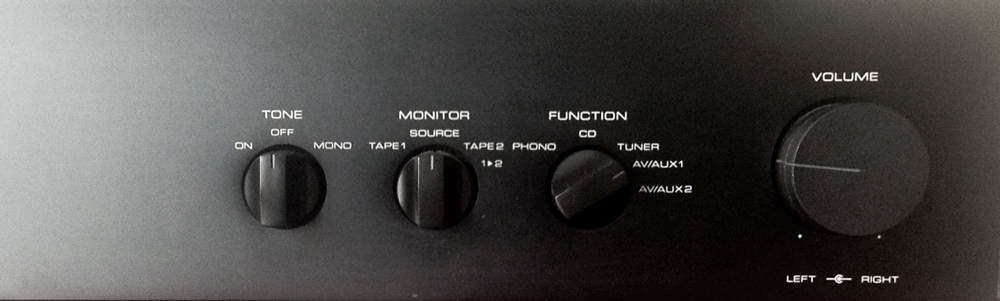 VOLUME
TONE
OFF
ON MONO
MONITOR
SOURCE
TAPE1 TAPE2
1▶2
FUNCTION
CD
PHONO TUNER
AV/AUX1
AV/AUX2
LEFT RIGHT